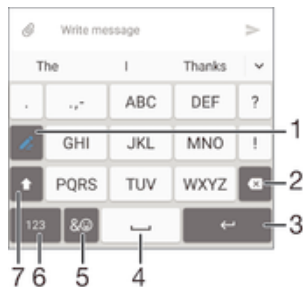 Write message
The I Thanks
. .,- ABC DEF ?
GHI JKL MNO ! 1
PQRS TUV WXYZ 2
123 &☺ 3
7 6 5 4